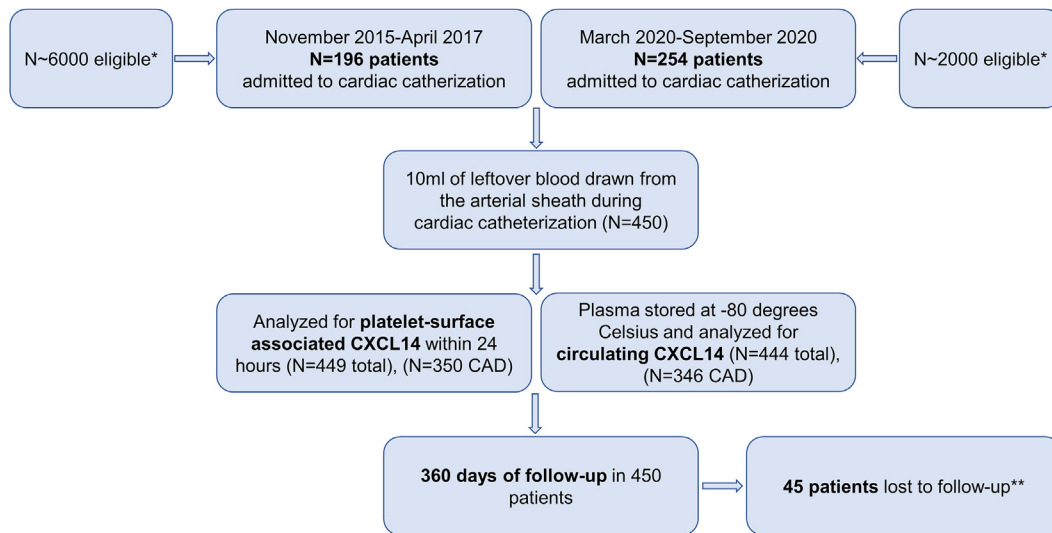 N~6000 eligible*
November 2015-April 2017
N=196 patients
admitted to cardiac catherization
March 2020-September 2020
N=254 patients
admitted to cardiac catherization
N~2000 eligible*
10ml of leftover blood drawn from
the arterial sheath during
cardiac catheterization (N=450)
Analyzed for platelet-surface
associated CXCL14 within 24
hours (N=449 total), (N=350 CAD)
Plasma stored at -80 degrees
Celsius and analyzed for
circulating CXCL14 (N=444 total),
(N=346 CAD)
360 days of follow-up in 450
patients
45 patients lost to follow-up**